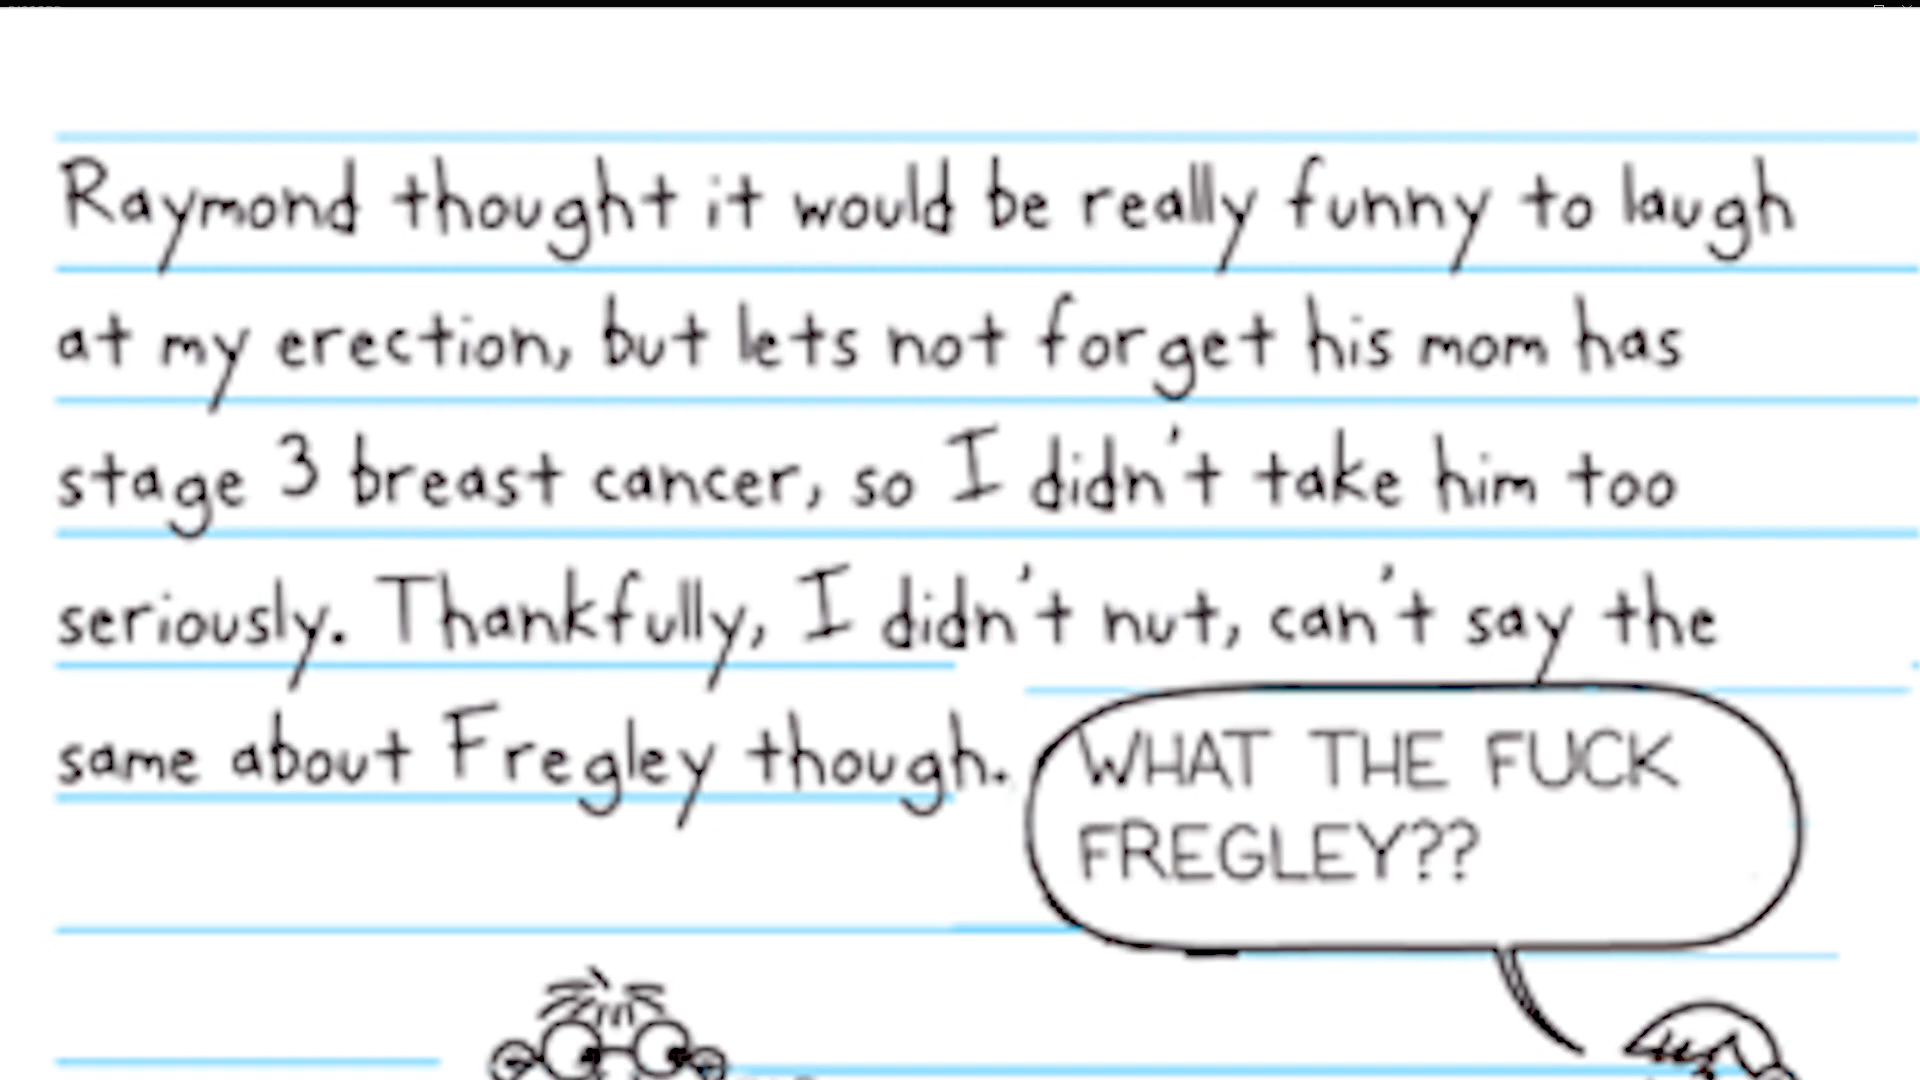 Raymond thought it would be really funny to laugh
at my erection, but lets not forget his mom has
stage 3 breast cancer, so I didn't take him too
seriously. Thankfully, I didn't nut, can't say the
same about Fregley though.
WHAT THE FUCK
FREGLEY??